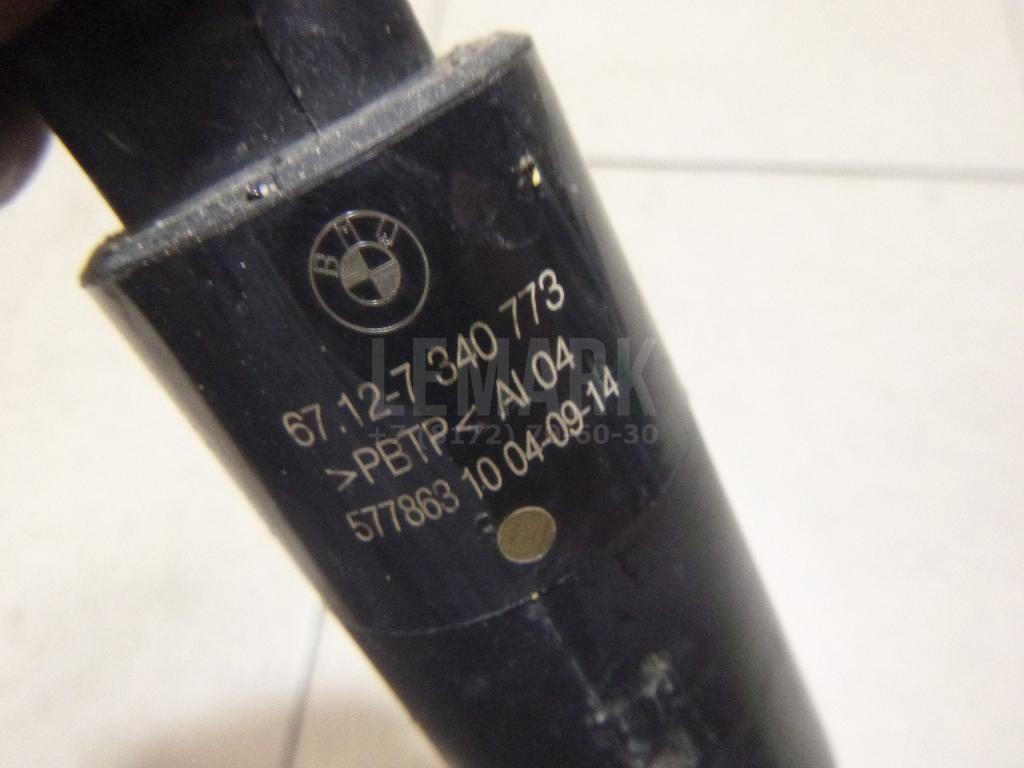 BMW
67.12-7 340 773
>PBTP< AI 04
577863 10 04-09-14
LEMARK